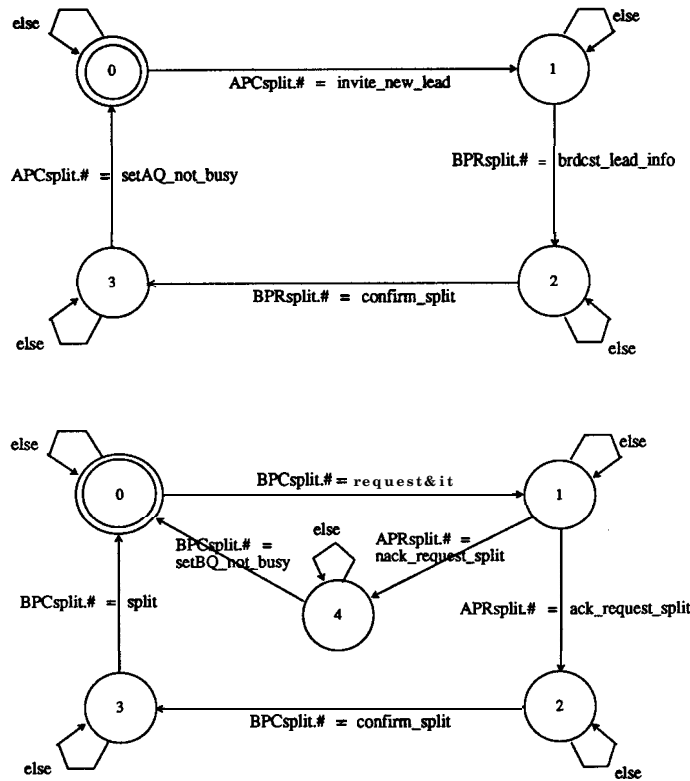 else
else
0
1
APCsplit.# = invite_new_lead
BPRsplit.# = brdcst_lead_info
APCsplit.# = setAQ_not_busy
3
2
BPRsplit.# = confirm_split
else
else
else
else
0
1
BPCsplit.# = request&it
else
BPCsplit.# =
setBQ_not_busy
APRsplit.# =
nack_request_split
4
BPCsplit.# = split
APRsplit.# = ack_request_split
3
2
BPCsplit.# = confirm_split
else
else